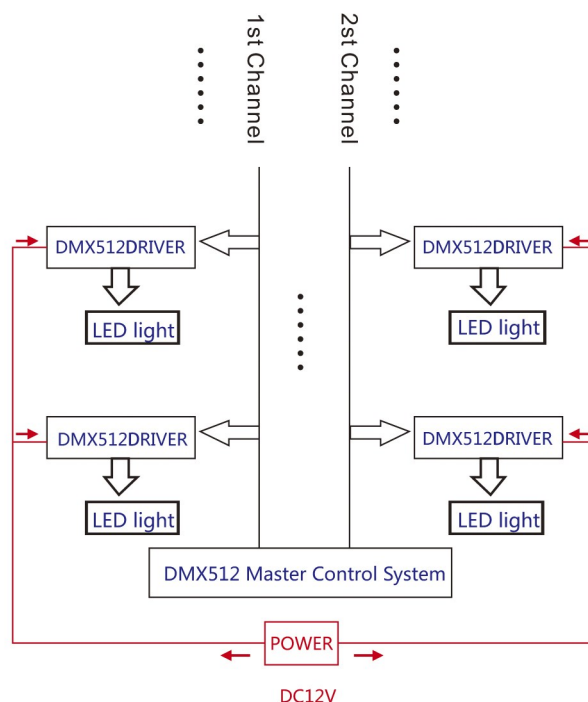 1st Channel
2st Channel
DMX512DRIVER
DMX512DRIVER
LED light
LED light
DMX512DRIVER
DMX512DRIVER
LED light
LED light
DMX512 Master Control System
POWER
DC12V